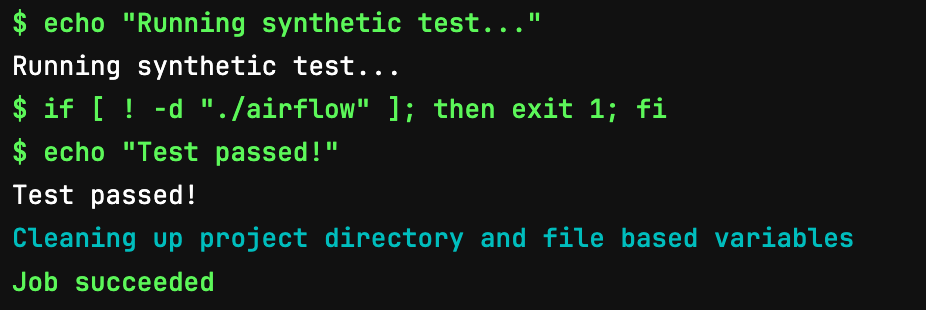 $ echo "Running synthetic test..."
Running synthetic test...
$ if [ ! -d "./airflow" ]; then exit 1; fi
$ echo "Test passed!"
Test passed!
Cleaning up project directory and file based variables
Job succeeded